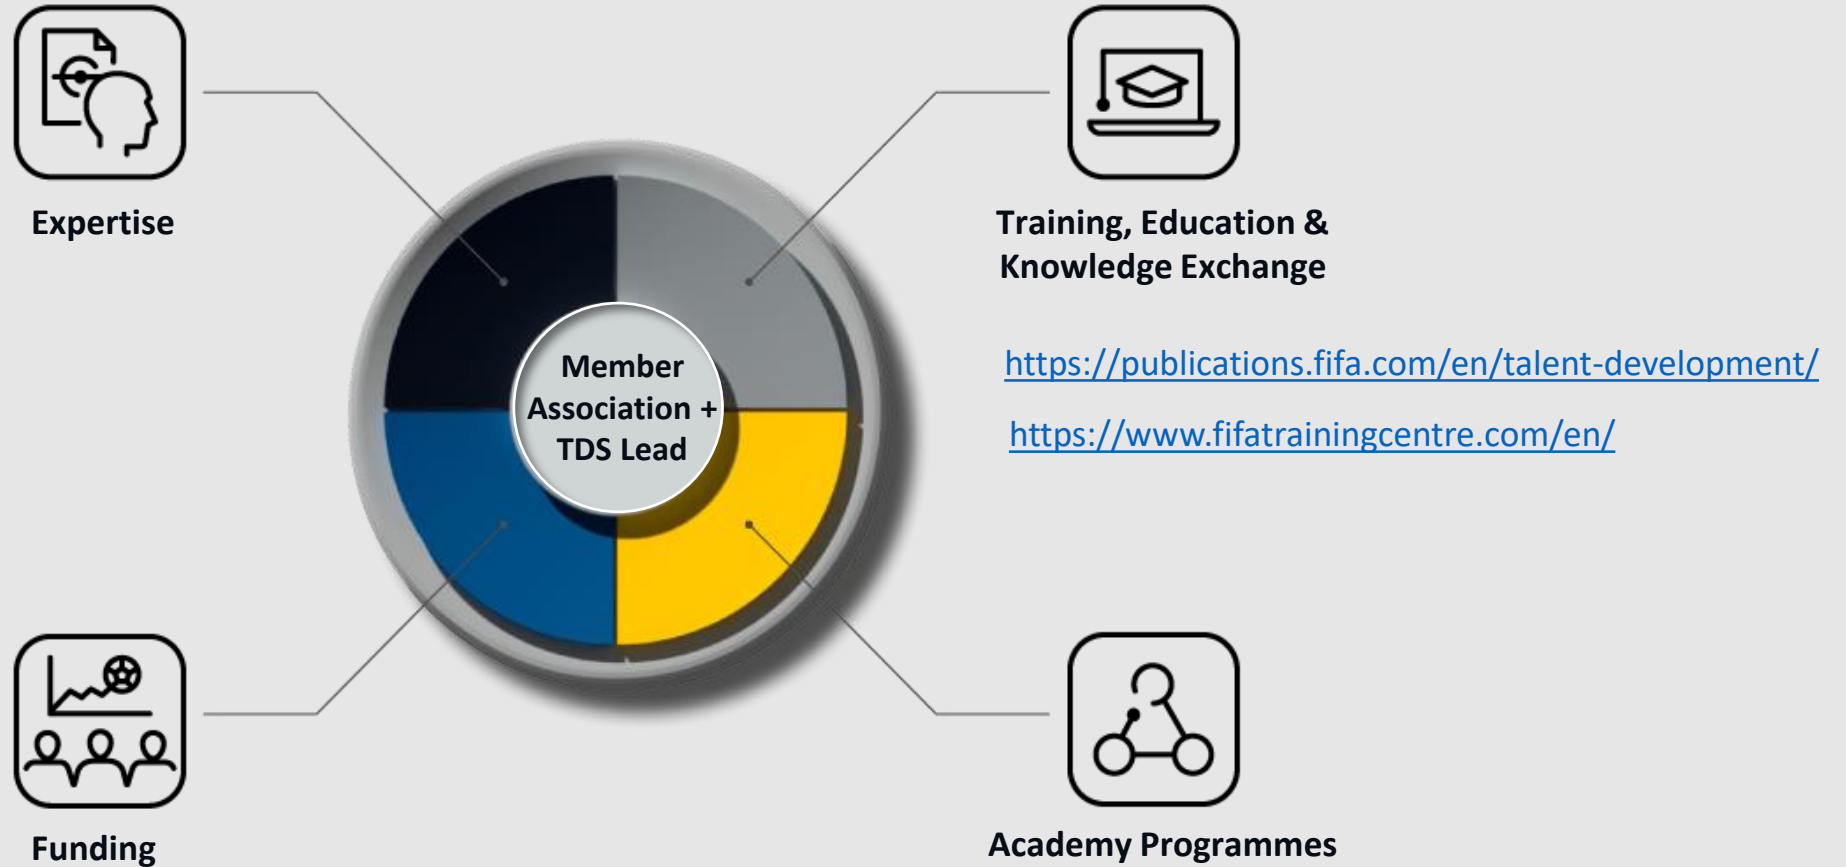 Expertise
Training, Education &
Knowledge Exchange
https://publications.fifa.com/en/talent-development/
https://www.fifatrainingcentre.com/en/
Member
Association +
TDS Lead
Funding
Academy Programmes